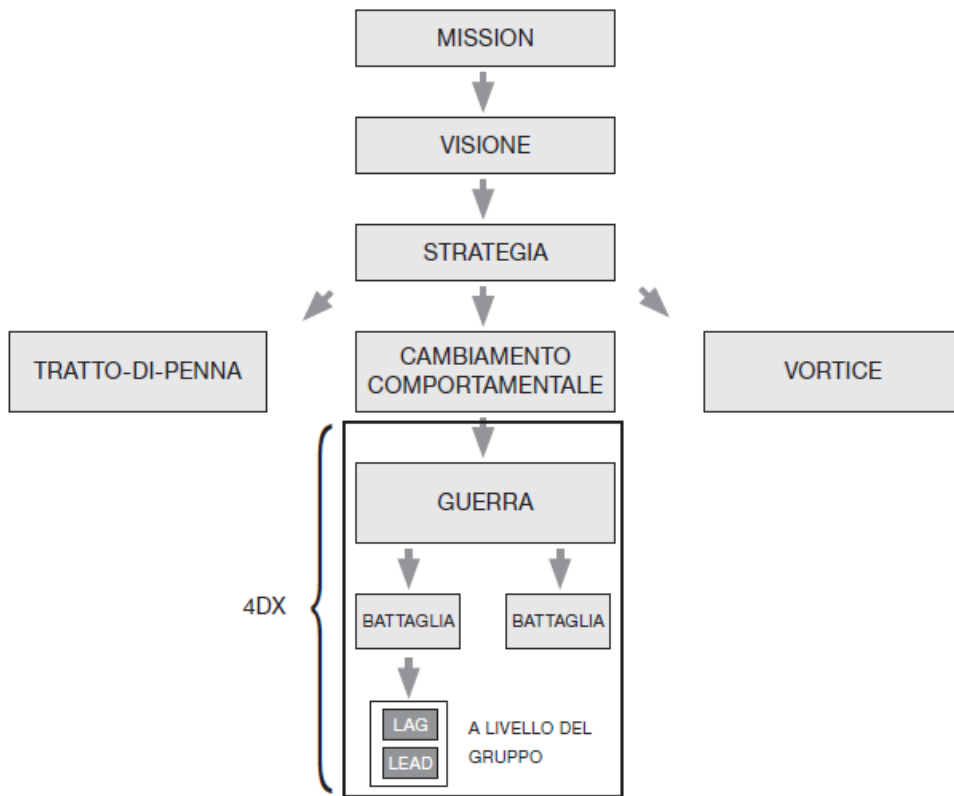 MISSION
VISIONE
STRATEGIA
TRATTO-DI-PENNA
CAMBIAMENTO
COMPORTAMENTALE
VORTICE
GUERRA
4DX
BATTAGLIA
BATTAGLIA
LAG
LEAD
A LIVELLO DEL
GRUPPO